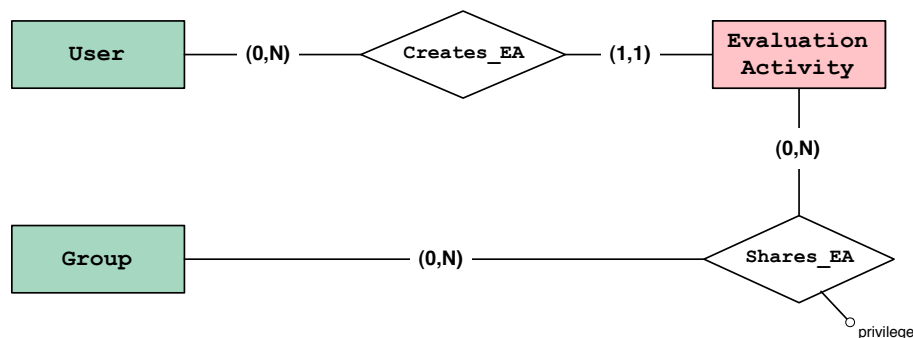 User
(0,N)
Creates_EA
(1,1)
Evaluation
Activity
(0,N)
Group
(0,N)
Shares_EA
privilege